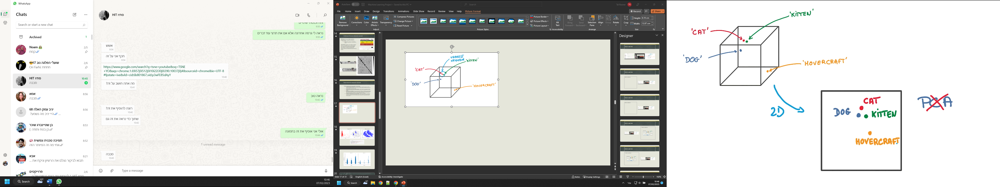 WhatsApp
Chats
Search or start a new chat
Archived
1
Noam
2/5
קמח
שועלי הפלגה נוב 17
2/6
Ori Farhi: חחחח
סתיו HIT
10:45
סבבה
1
אמא
8:56
סבבה
יניב עמק האלה 68
8:56
היי יניב מה נשמע? ...
בן שטיינברג שוכר
8:53
בן בטח ותודה :)
תמיכה טכנית ונפשית
8:52
אחי מה זה המיותר הזה
אבא
8:21
תבוא לביקור נצלם את הרשיון וניקח את ...
פרוייקטים
2/6
Search
12°
10:46
07/02/2023
סתיו HIT
9:50
נראה לי גרסה אחרונה אלא אם את תרצי עוד דברים
9:50
אששש
9:54
תכף אני על זה
9:54
https://www.google.com/search?q=tsne+youtube&oq=TSNE
+YO&aqs=chrome.1.69i57j0i512j0i10i22i30j0i390.10037j0j4&sourceid=chrome&ie=UTF-8
#fpstate=ive&vld=cid:6b801867,vid:p3wFE85dAyY
10:40
מה אתה חושב על זה?
10:41
נראה טוב
10:42
רוצה להוסיף את זה?
10:42
שתוך כדי נראה את זה גם
10:42
אולי אני אוסיף את זה בתמונה
10:44
1 unread message
סבבה
10:45
Type a message
AutoSave
Off
Machine Learning Project • Saved to this PC
Search
Tal Rosner
TR
File Home Insert Draw Design Transitions Animations Slide Show Record Review View Help Picture Format
Record
Share
Remove Background
Corrections
Color
Artistic Effects
Transparency
Compress Pictures
Change Picture
Reset Picture
Adjust
Picture Styles
Picture Border
Picture Effects
Picture Layout
Alt Text
Accessibility
Bring Forward
Send Backward
Selection Pane
Align
Group
Rotate
Arrange
Crop
Height: 8.19 cm
Width: 13.97 cm
Size
14
15
16
17
18
19
20
NEAREST
NEIGHBOR
'KITTEN'
'CAT'
'DOG'
'HOVERCRAFT'
Designer
Slide 17 of 31
English (Israel)
Accessibility: Investigate
Notes
Display Settings
102%
Search
12°
עבר
10:46
07/02/2023
'KITTEN'
'CAT'
'DOG'
'HOVERCRAFT'
2D
CAT
DOG
KITTEN
HOVERCRAFT
PCA